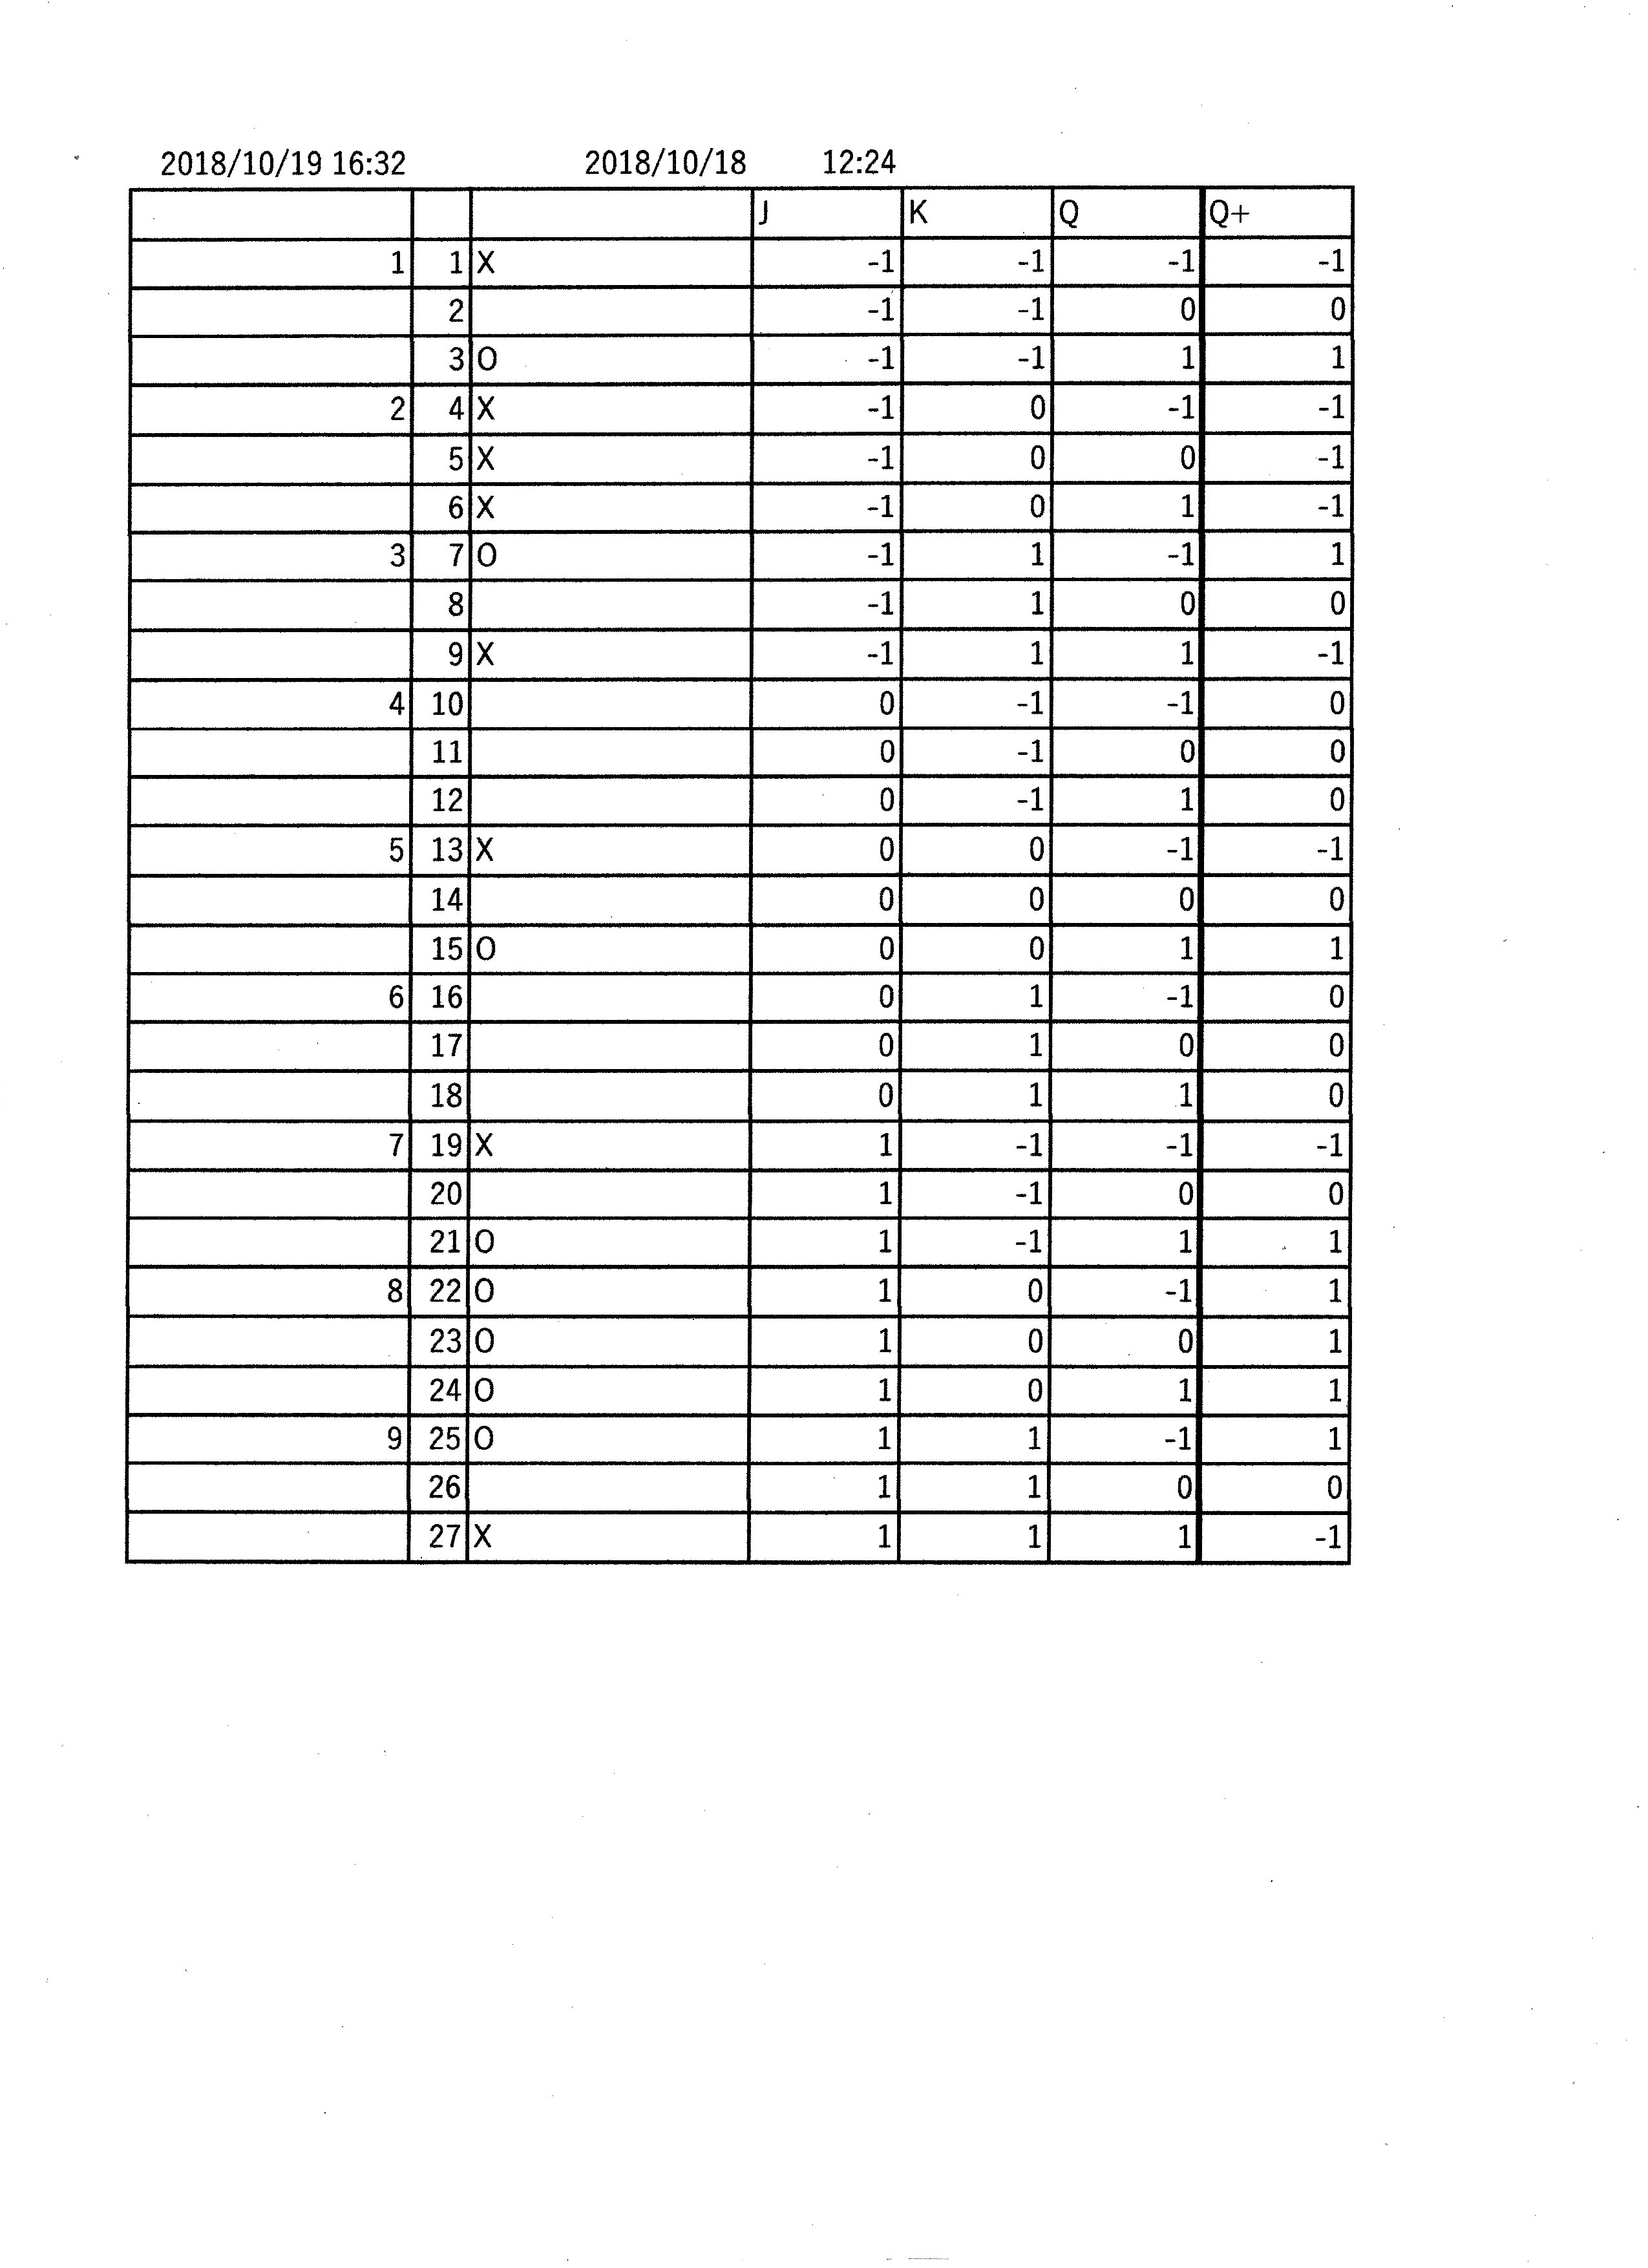 2018/10/19 16:32 2018/10/18 12:24
J K Q Q+
1 1 X -1 -1 -1 -1
2 -1 -1 0 0
3 O -1 -1 1 1
2 4 X -1 0 -1 -1
5 X -1 0 0 -1
6 X -1 0 1 -1
3 7 O -1 1 -1 1
8 -1 1 0 0
9 X -1 1 1 -1
4 10 0 -1 -1 0
11 0 -1 0 0
12 0 -1 1 0
5 13 X 0 0 -1 -1
14 0 0 0 0
15 O 0 0 1 1
6 16 0 1 -1 0
17 0 1 0 0
18 0 1 1 0
7 19 X 1 -1 -1 -1
20 1 -1 0 0
21 O 1 -1 1 1
8 22 O 1 0 -1 1
23 O 1 0 0 1
24 O 1 0 1 1
9 25 O 1 1 -1 1
26 1 1 0 0
27 X 1 1 1 -1